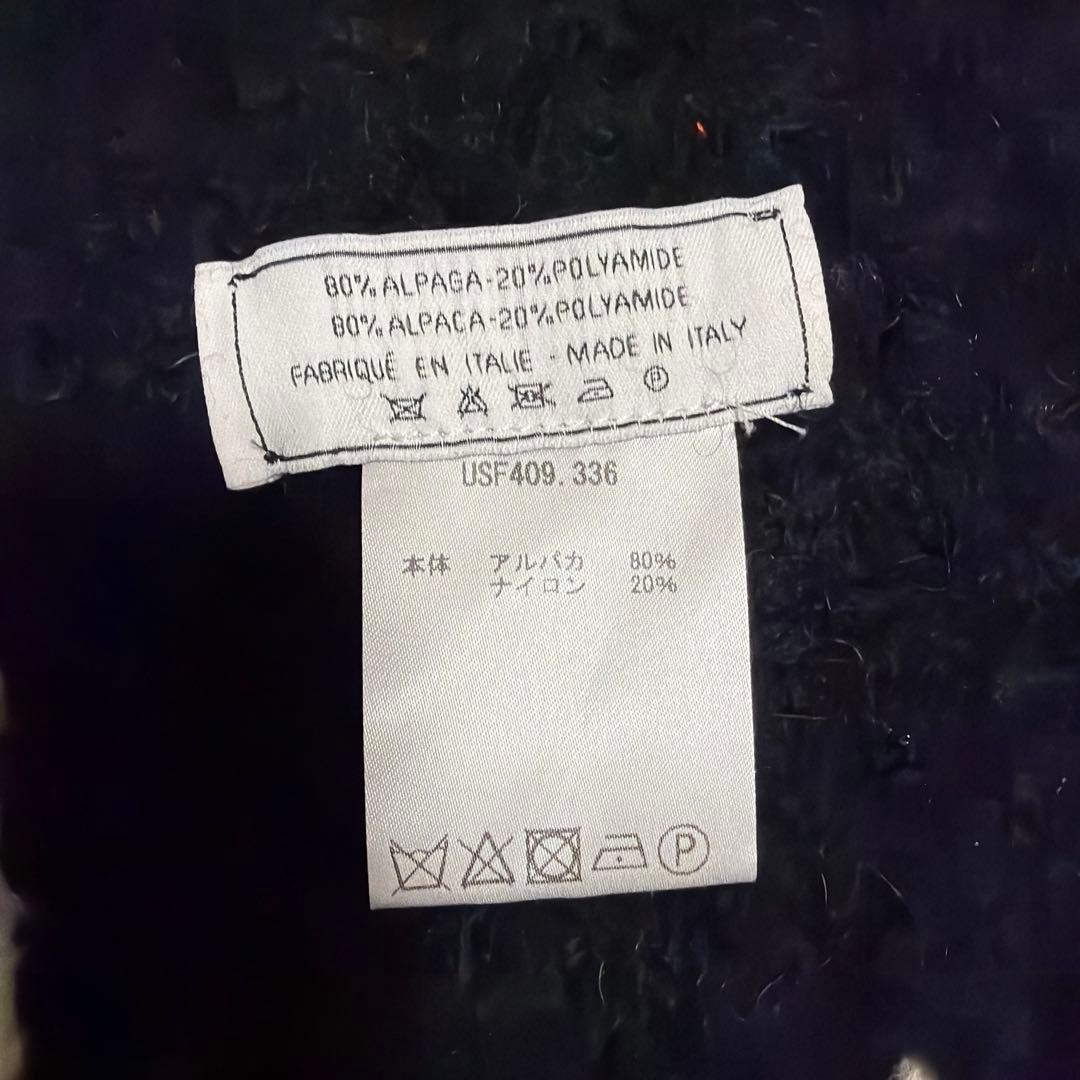 80% ALPAGA-20% POLYAMIDE
80% ALPACA-20% POLYAMIDE
FABRIQUÉ EN ITALIE - MADE IN ITALY
P
USF409.336
本体 アルパカ 80%
ナイロン 20%
P